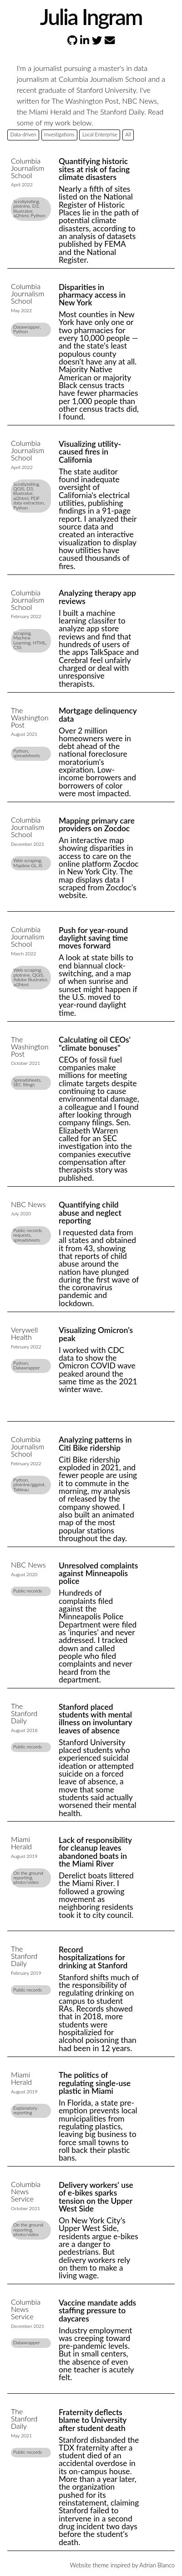 Julia Ingram
I'm a journalist pursuing a master's in data
journalism at Columbia Journalism School and a
recent graduate of Stanford University. I've
written for The Washington Post, NBC News,
the Miami Herald and The Stanford Daily. Read
some of my work below.
Data-driven Investigations Local Enterprise All
Columbia
Journalism
School
April 2022
Scrollytelling,
plotnine, D3,
Illustrator,
ai2html, Python
Quantifying historic
sites at risk of facing
climate disasters
Nearly a fifth of sites
listed on the National
Register of Historic
Places lie in the path of
potential climate
disasters, according to
an analysis of datasets
published by FEMA
and the National
Register.
Columbia
Journalism
School
May 2022
Datawrapper,
Python
Disparities in
pharmacy access in
New York
Most counties in New
York have only one or
two pharmacies for
every 10,000 people —
and the state's least
populous county
doesn't have any at all.
Majority Native
American or majority
Black census tracts
have fewer pharmacies
per 1,000 people than
other census tracts did,
I found.
Columbia
Journalism
School
April 2022
scrollytelling,
QGIS, D3,
Illustrator,
ai2html, PDF
data extraction,
Python
Visualizing utility-
caused fires in
California
The state auditor
found inadequate
oversight of
California's electrical
utilities, publishing
findings in a 91-page
report. I analyzed their
source data and
created an interactive
visualization to display
how utilities have
caused thousands of
fires.
Columbia
Journalism
School
February 2022
Scraping,
Machine
Learning, HTML,
CSS
Analyzing therapy app
reviews
I built a machine
learning classifer to
analyze app store
reviews and find that
hundreds of users of
the apps TalkSpace and
Cerebral feel unfairly
charged or deal with
unresponsive
therapists.
The
Washington
Post
August 2021
Python,
spreadsheets
Mortgage delinquency
data
Over 2 million
homeowners were in
debt ahead of the
national foreclosure
moratorium's
expiration. Low-
income borrowers and
borrowers of color
were most impacted.
Columbia
Journalism
School
December 2021
Web scraping,
Mapbox GL JS
Mapping primary care
providers on Zocdoc
An interactive map
showing disparities in
access to care on the
online platform Zocdoc
in New York City. The
map displays data I
scraped from Zocdoc's
website.
Columbia
Journalism
School
March 2022
Web scraping,
plotnine, QGIS,
Adobe Illustrator,
ai2html
Push for year-round
daylight saving time
moves forward
A look at state bills to
end biannual clock-
switching, and a map
of when sunrise and
sunset might happen if
the U.S. moved to
year-round daylight
time.
The
Washington
Post
October 2021
Spreadsheets,
SEC filings
Calculating oil CEOs'
"climate bonuses"
CEOs of fossil fuel
companies make
millions for meeting
climate targets despite
continuing to cause
environmental damage,
a colleague and I found
after looking through
company filings. Sen.
Elizabeth Warren
called for an SEC
investigation into the
companies executive
compensation after
therapists story was
published.
NBC News
July 2020
Public records
requests,
spreadsheets
Quantifying child
abuse and neglect
reporting
I requested data from
all states and obtained
it from 43, showing
that reports of child
abuse around the
nation have plunged
during the first wave of
the coronavirus
pandemic and
lockdown.
Verywell
Health
February 2022
Python,
Datawrapper
Visualizing Omicron's
peak
I worked with CDC
data to show the
Omicron COVID wave
peaked around the
same time as the 2021
winter wave.
Columbia
Journalism
School
February 2022
Python,
plotnine/ggplot,
Tableau
Analyzing patterns in
Citi Bike ridership
Citi Bike ridership
exploded in 2021, and
fewer people are using
it to commute in the
morning, my analysis
of released by the
company showed. I
also built an animated
map of the most
popular stations
throughout the day.
NBC News
August 2020
Public records
Unresolved complaints
against Minneapolis
police
Hundreds of
complaints filed
against the
Minneapolis Police
Department were filed
as 'inquries' and never
addressed. I tracked
down and called
people who filed
complaints and never
heard from the
department.
The
Stanford
Daily
August 2018
Public records
Stanford placed
students with mental
illness on involuntary
leaves of absence
Stanford University
placed students who
experienced suicidal
ideation or attempted
suicide on a forced
leave of absence, a
move that some
students said actually
worsened their mental
health.
Miami
Herald
August 2019
On the ground
reporting,
photo/video
Lack of responsibility
for cleanup leaves
abandoned boats in
the Miami River
Derelict boats littered
the Miami River. I
followed a growing
movement as
neighboring residents
took it to city council.
The
Stanford
Daily
February 2019
Public records
Record
hospitalizations for
drinking at Stanford
Stanford shifts much of
the responsibility of
regulating drinking on
campus to student
RAs. Records showed
that in 2018, more
students were
hospitalizied for
alcohol poisoning than
had been in 12 years.
Miami
Herald
August 2019
Explanatory
reporting
The politics of
regulating single-use
plastic in Miami
In Florida, a state pre-
emption prevents local
municipalities from
regulating plastics,
leaving big business to
force small towns to
roll back their plastic
bans.
Columbia
News
Service
October 2021
On the ground
reporting,
photo/video
Delivery workers' use
of e-bikes sparks
tension on the Upper
West Side
On New York City's
Upper West Side,
residents argue e-bikes
are a danger to
pedestrians. But
delivery workers rely
on them to make a
living wage.
Columbia
News
Service
December 2021
Datawrapper
Vaccine mandate adds
staffing pressure to
daycares
Industry employment
was creeping toward
pre-pandemic levels.
But in small centers,
the absence of even
one teacher is acutely
felt.
The
Stanford
Daily
May 2021
Public records
Fraternity deflects
blame to University
after student death
Stanford disbanded the
TDX fraternity after a
student died of an
accidental overdose in
its on-campus house.
More than a year later,
the organization
pushed for its
reinstatement, claiming
Stanford failed to
intervene in a second
drug incident two days
before the student's
death.
Website theme inspired by Adrian Blanco